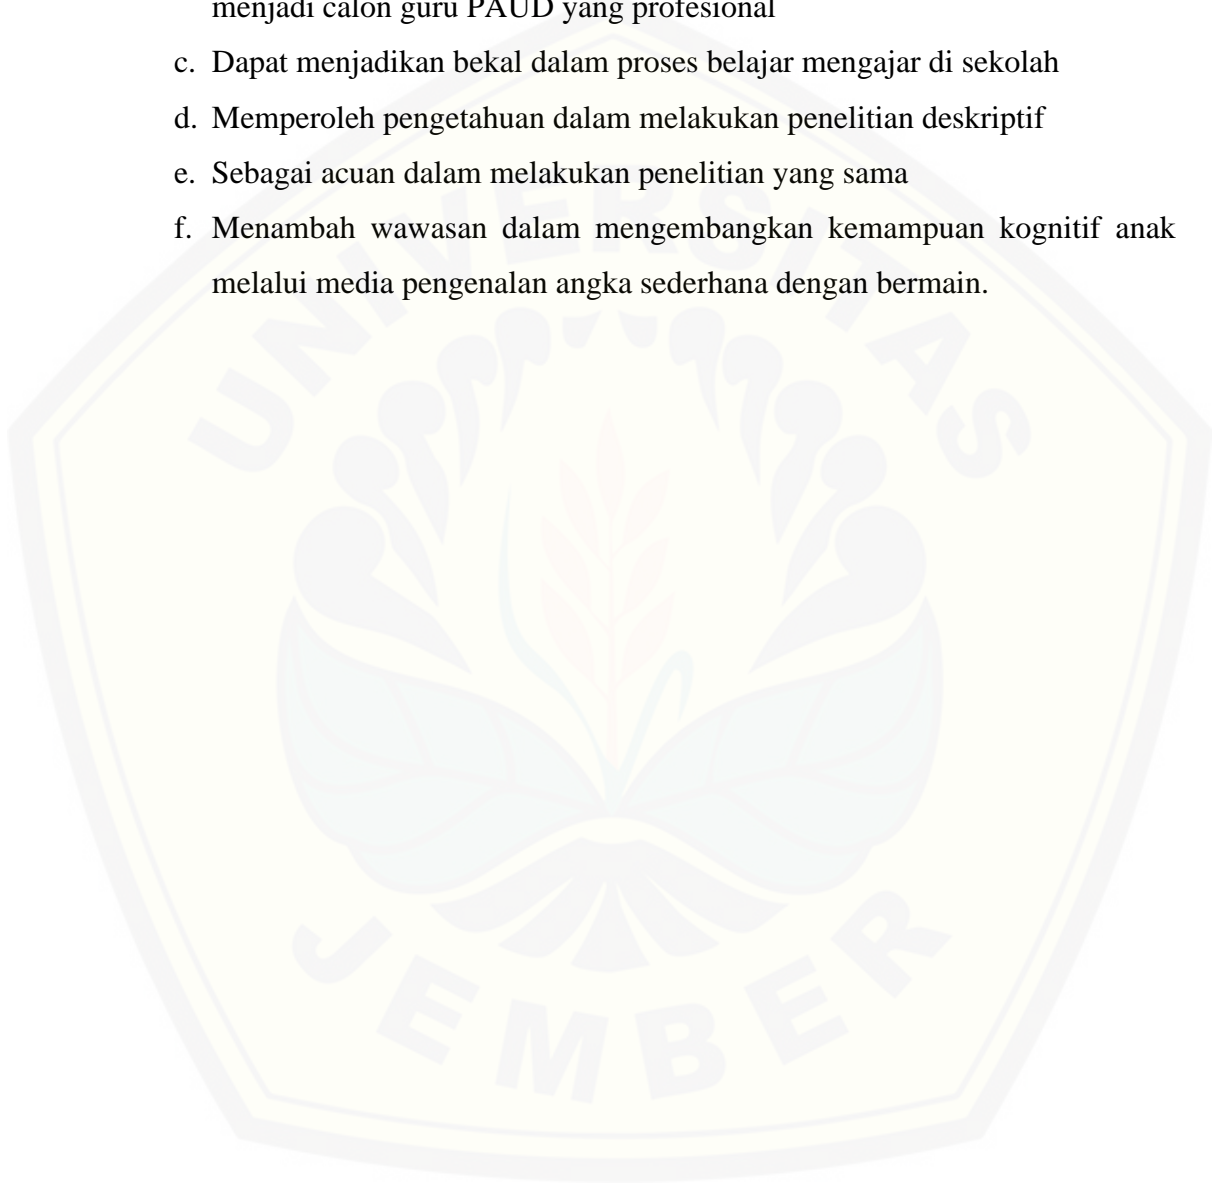 menjadi calon guru PAUD yang profesional
c. Dapat menjadikan bekal dalam proses belajar mengajar di sekolah
d. Memperoleh pengetahuan dalam melakukan penelitian deskriptif
e. Sebagai acuan dalam melakukan penelitian yang sama
f. Menambah wawasan dalam mengembangkan kemampuan kognitif anak
melalui media pengenalan angka sederhana dengan bermain.
UNIVERSITAS
JEMBER